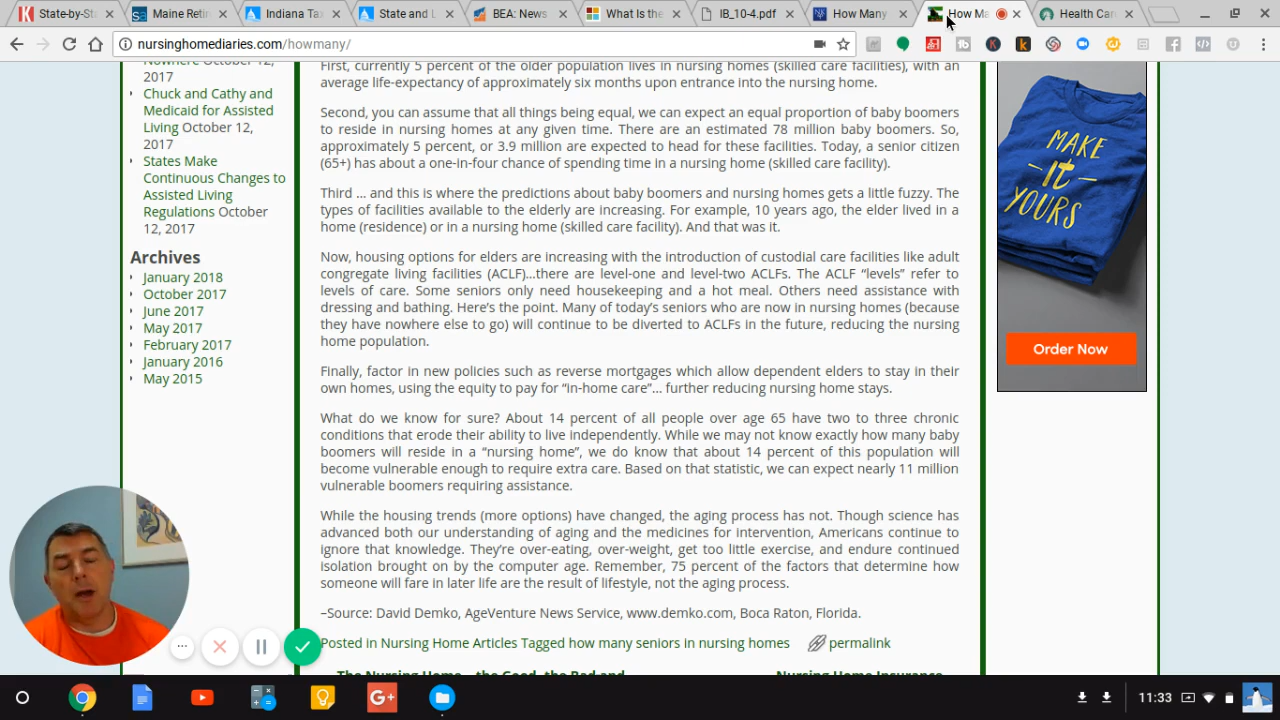 State-by-St
Maine Reti
Indiana Ta
State and L
BEA: News
What Is the
IB_10-4.pdf
How Many
How Ma
Health Car
nursinghomediaries.com/howmany/
Nowhere October 12,
2017
Chuck and Cathy and
Medicaid for Assisted
Living October 12,
2017
States Make
Continuous Changes to
Assisted Living
Regulations October
12, 2017
Archives
January 2018
October 2017
June 2017
May 2017
February 2017
January 2016
May 2015
First, currently 5 percent of the older population lives in nursing homes (skilled care facilities), with an
average life-expectancy of approximately six months upon entrance into the nursing home.
Second, you can assume that all things being equal, we can expect an equal proportion of baby boomers
to reside in nursing homes at any given time. There are an estimated 78 million baby boomers. So,
approximately 5 percent, or 3.9 million are expected to head for these facilities. Today, a senior citizen
(65+) has about a one-in-four chance of spending time in a nursing home (skilled care facility).
Third ... and this is where the predictions about baby boomers and nursing homes gets a little fuzzy. The
types of facilities available to the elderly are increasing. For example, 10 years ago, the elder lived in a
home (residence) or in a nursing home (skilled care facility). And that was it.
Now, housing options for elders are increasing with the introduction of custodial care facilities like adult
congregate living facilities (ACLF)...there are level-one and level-two ACLFs. The ACLF “levels” refer to
levels of care. Some seniors only need housekeeping and a hot meal. Others need assistance with
dressing and bathing. Here’s the point. Many of today’s seniors who are now in nursing homes (because
they have nowhere else to go) will continue to be diverted to ACLFs in the future, reducing the nursing
home population.
Finally, factor in new policies such as reverse mortgages which allow dependent elders to stay in their
own homes, using the equity to pay for “in-home care”... further reducing nursing home stays.
What do we know for sure? About 14 percent of all people over age 65 have two to three chronic
conditions that erode their ability to live independently. While we may not know exactly how many baby
boomers will reside in a “nursing home”, we do know that about 14 percent of this population will
become vulnerable enough to require extra care. Based on that statistic, we can expect nearly 11 million
vulnerable boomers requiring assistance.
While the housing trends (more options) have changed, the aging process has not. Though science has
advanced both our understanding of aging and the medicines for intervention, Americans continue to
ignore that knowledge. They’re over-eating, over-weight, get too little exercise, and endure continued
isolation brought on by the computer age. Remember, 75 percent of the factors that determine how
someone will fare in later life are the result of lifestyle, not the aging process.
–Source: David Demko, AgeVenture News Service, www.demko.com, Boca Raton, Florida.
Posted in Nursing Home Articles Tagged how many seniors in nursing homes permalink
The Nursing Home – the Good, the Bad and
Nursing Home Insurance
MAKE
IT
YOURS
Order Now
11:33